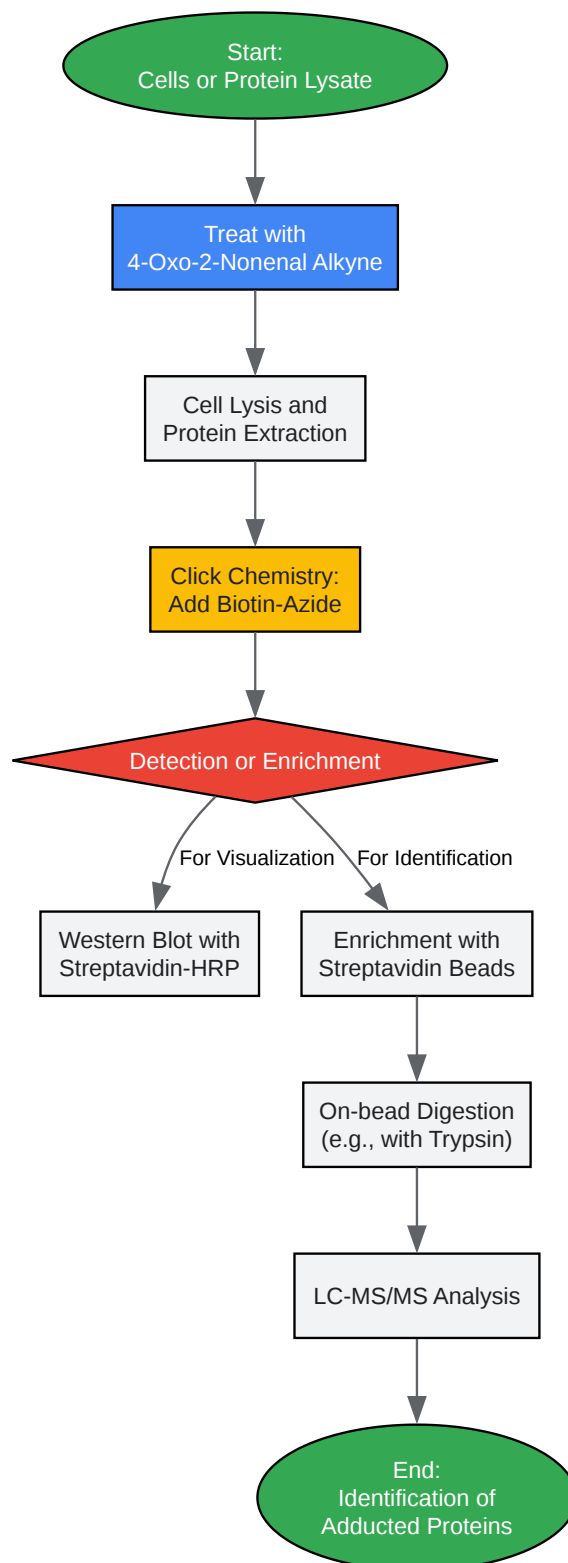 Start:
Cells or Protein Lysate
Treat with
4-Oxo-2-Nonenal Alkyne
Cell Lysis and
Protein Extraction
Click Chemistry:
Add Biotin-Azide
Detection or Enrichment
For Visualization
For Identification
Western Blot with
Streptavidin-HRP
Enrichment with
Streptavidin Beads
On-bead Digestion
(e.g., with Trypsin)
LC-MS/MS Analysis
End:
Identification of
Adducted Proteins